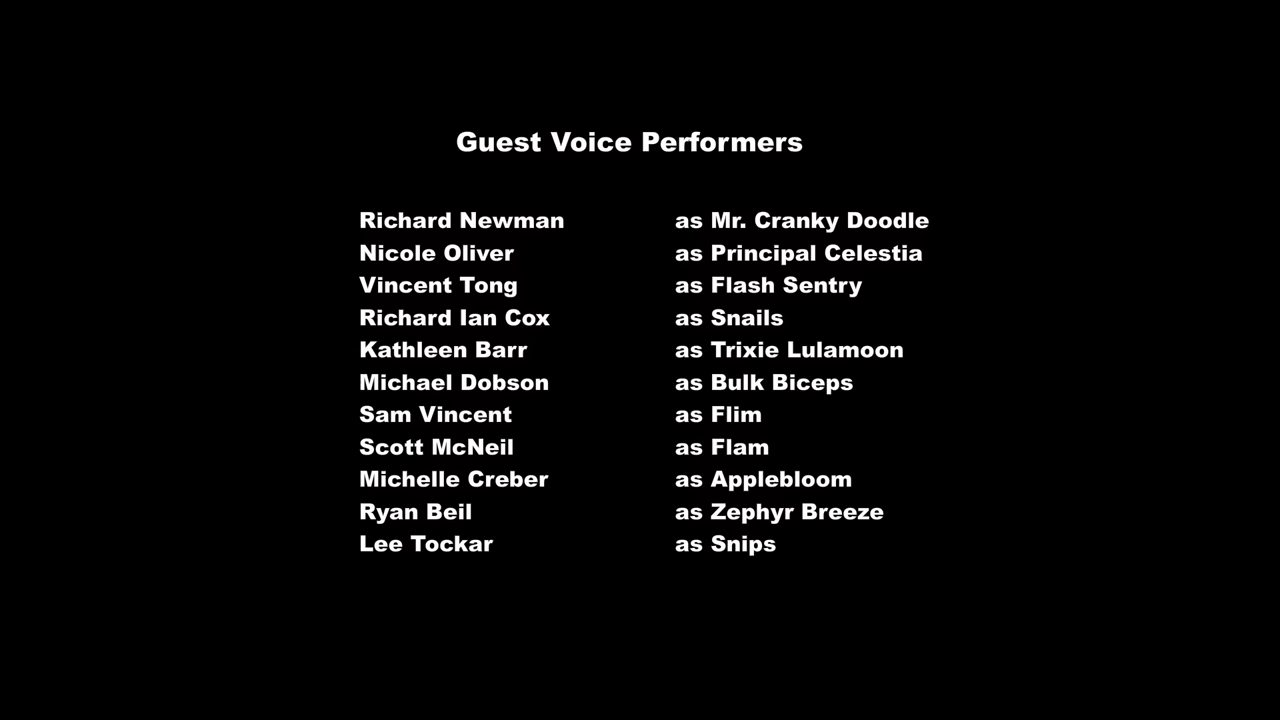 Guest Voice Performers
Richard Newman as Mr. Cranky Doodle
Nicole Oliver as Principal Celestia
Vincent Tong as Flash Sentry
Richard Ian Cox as Snails
Kathleen Barr as Trixie Lulamoon
Michael Dobson as Bulk Biceps
Sam Vincent as Flim
Scott McNeil as Flam
Michelle Creber as Applebloom
Ryan Beil as Zephyr Breeze
Lee Tockar as Snips